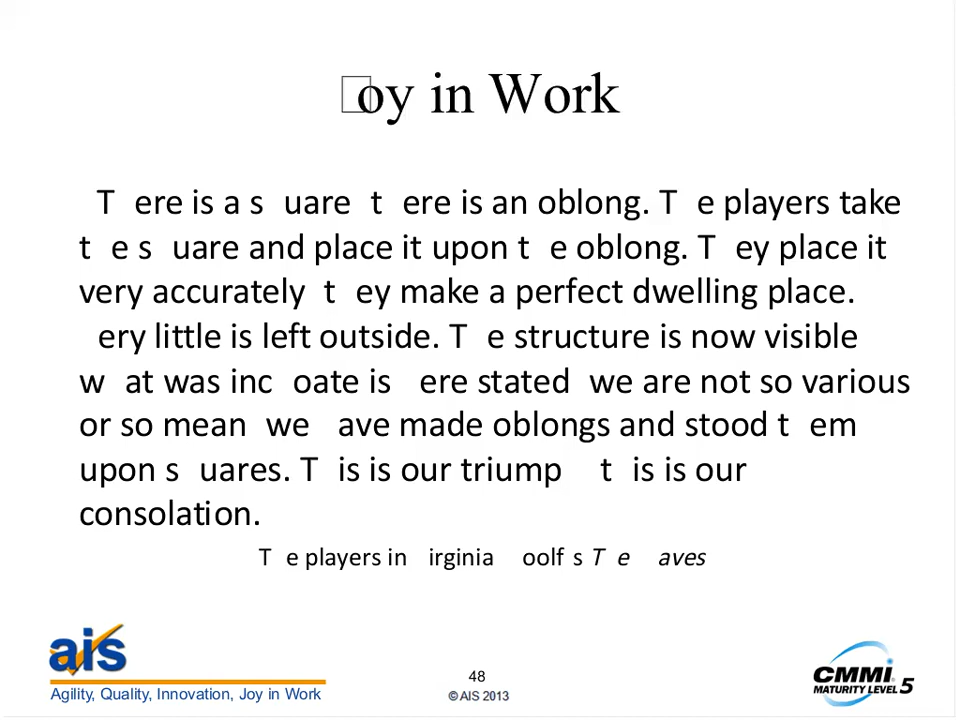 oy in Work
T ere is a s uare t ere is an oblong. T e players take
t e s uare and place it upon t e oblong. T ey place it
very accurately t ey make a perfect dwelling place.
ery little is left outside. T e structure is now visible
w at was inc oate is ere stated we are not so various
or so mean we ave made oblongs and stood t em
upon s uares. T is is our triump t is is our
consolation.
T e players in irginia oolf s T e aves
ais
Agility, Quality, Innovation, Joy in Work
48
© AIS 2013
CMMI
MATURITY LEVEL 5